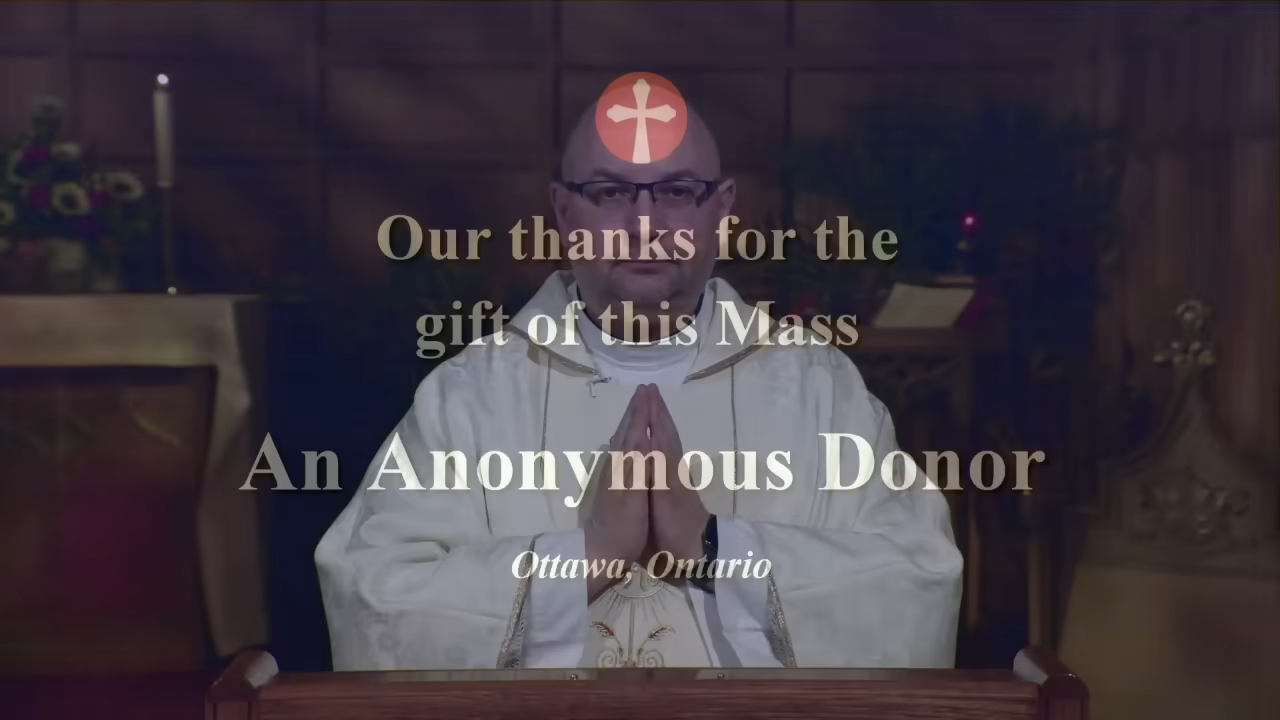 Our thanks for the
gift of this Mass
An Anonymous Donor
Ottawa, Ontario